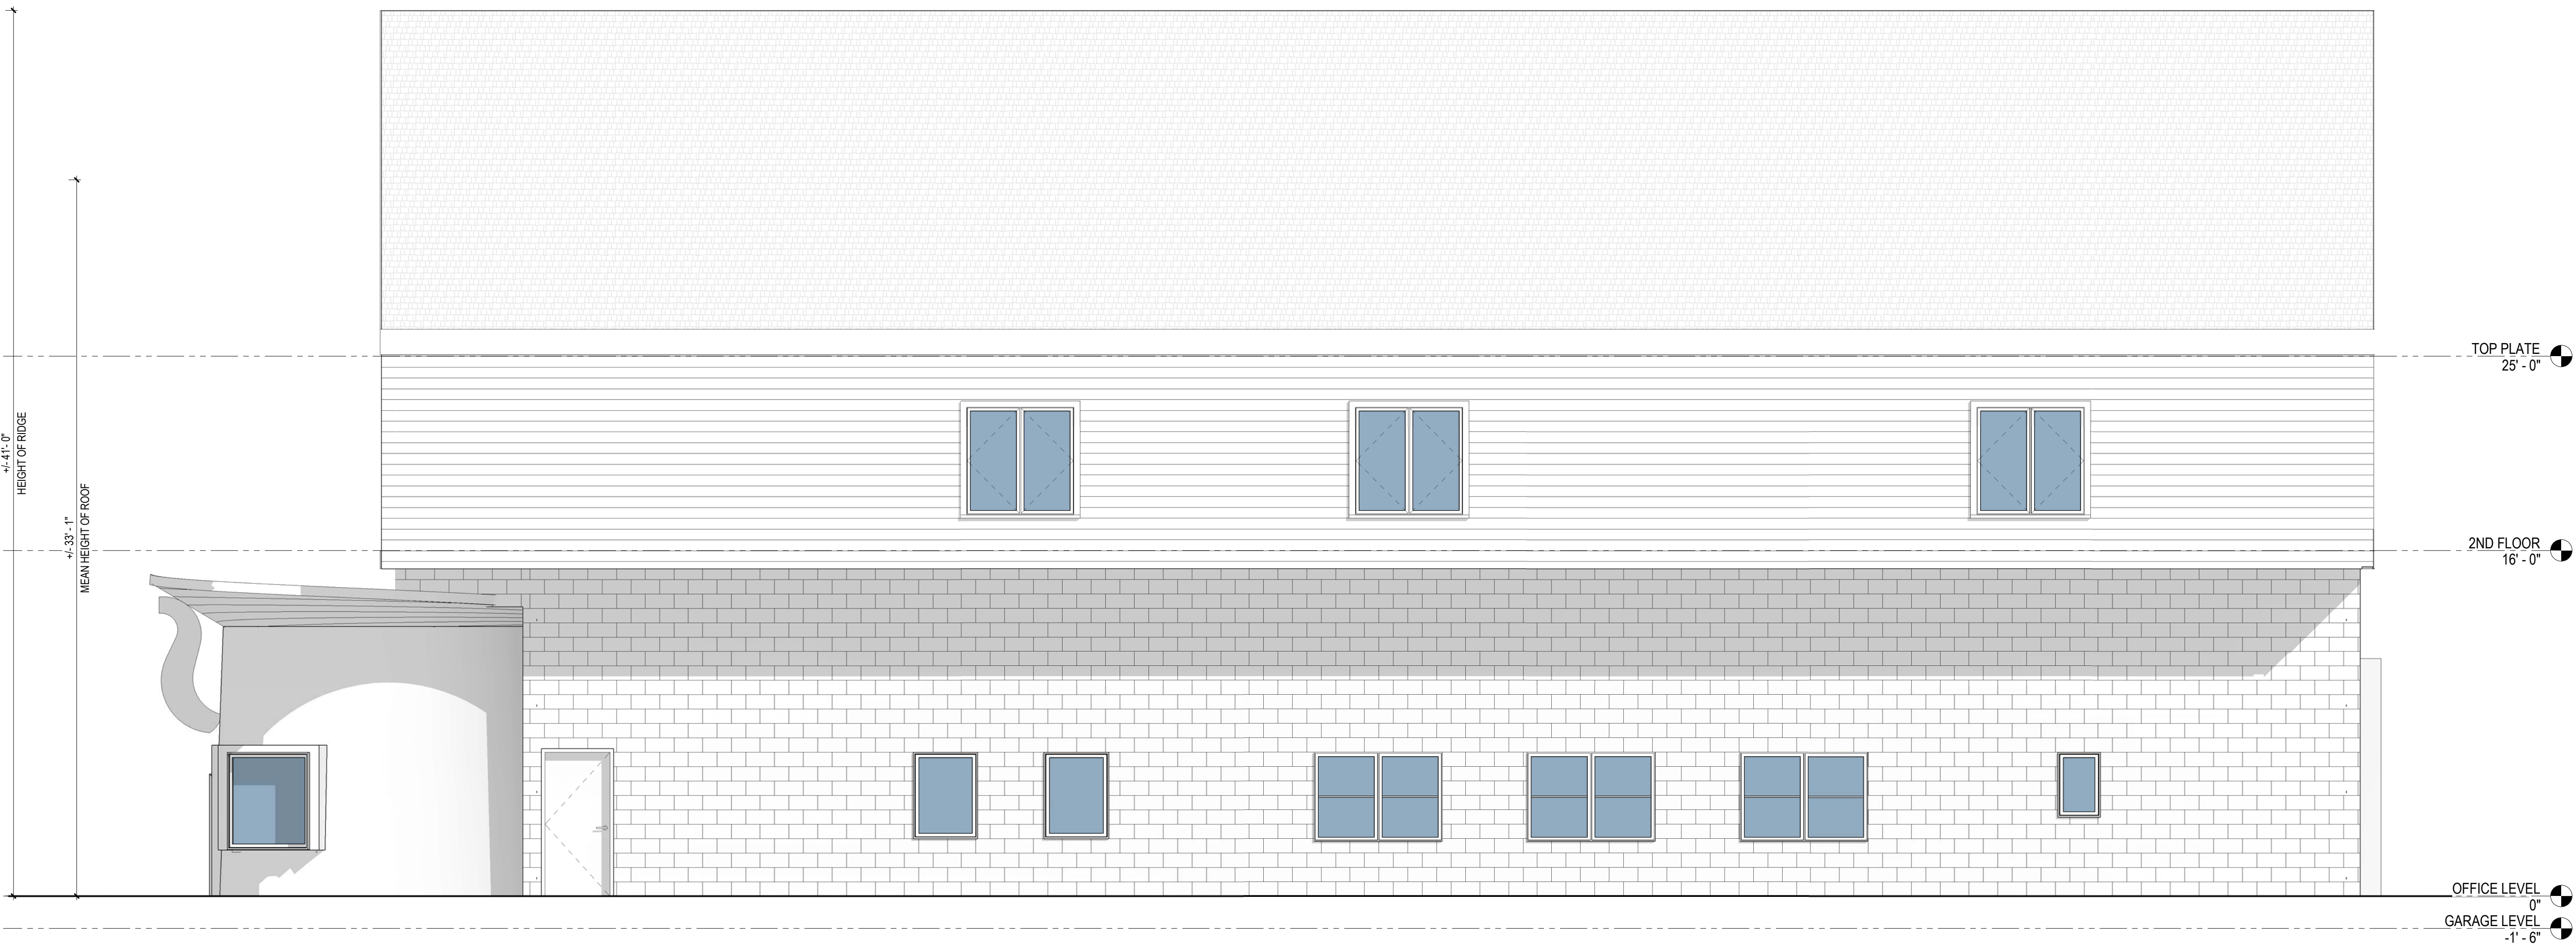 +/- 41' - 0"
HEIGHT OF RIDGE
+/- 33' - 1"
MEAN HEIGHT OF ROOF
TOP PLATE
25' - 0"
2ND FLOOR
16' - 0"
OFFICE LEVEL
0"
GARAGE LEVEL
-1' - 6"